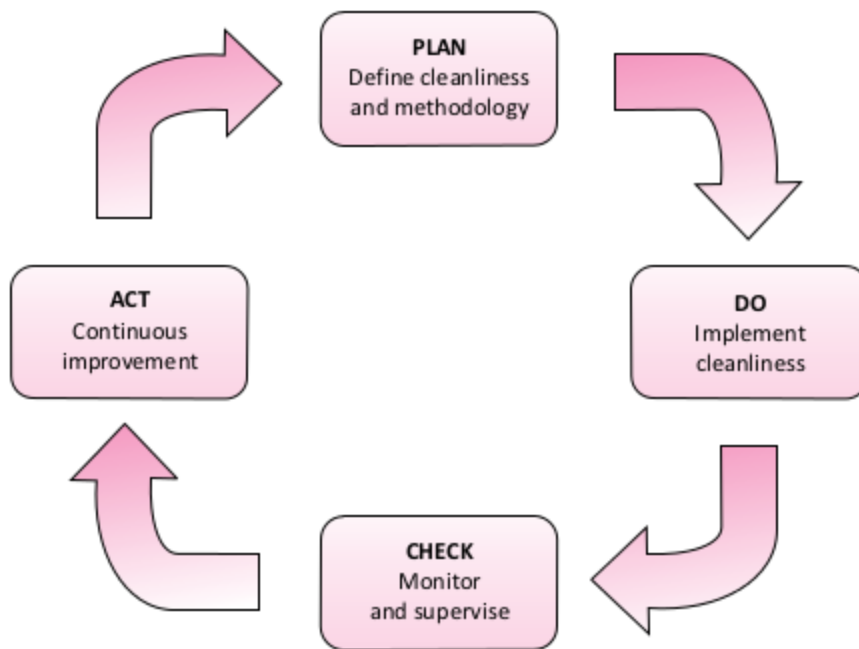 PLAN
Define cleanliness
and methodology
ACT
Continuous
improvement
DO
Implement
cleanliness
CHECK
Monitor
and supervise